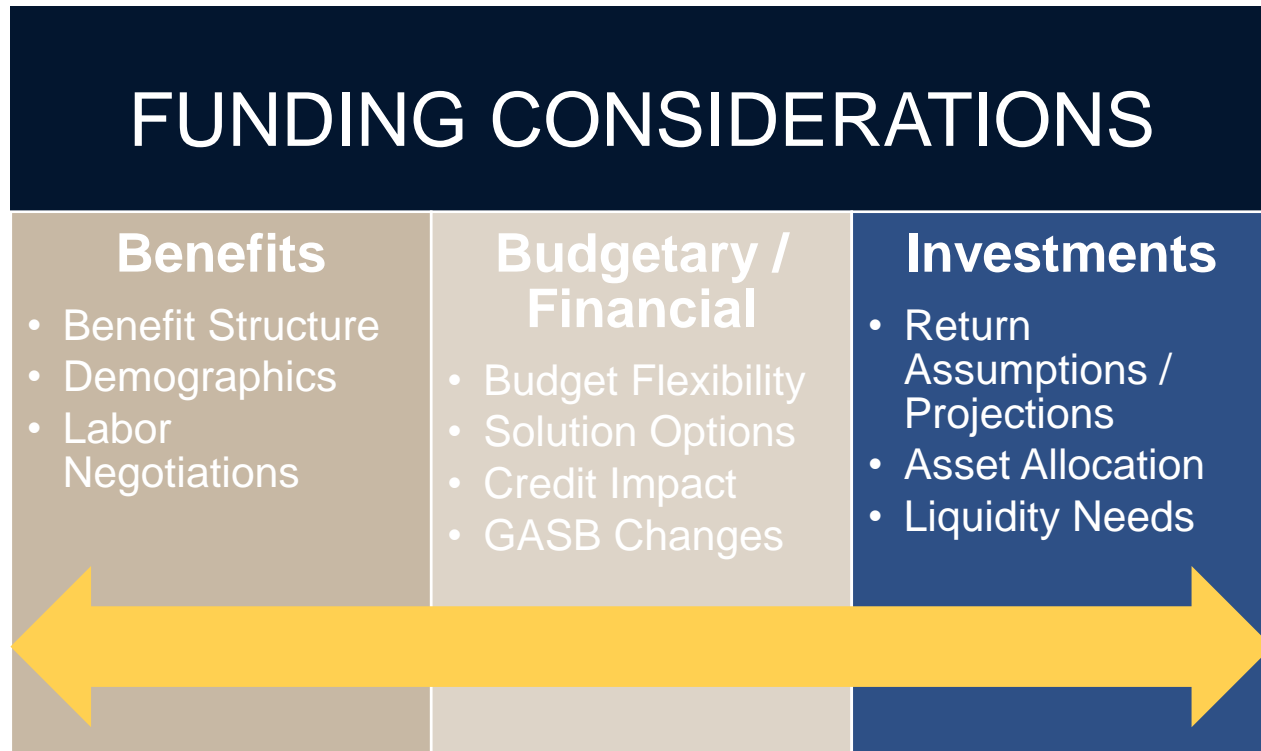 FUNDING CONSIDERATIONS
Benefits
• Benefit Structure
• Demographics
• Labor
Negotiations
Budgetary /
Financial
• Budget Flexibility
• Solution Options
• Credit Impact
• GASB Changes
Investments
• Return
Assumptions /
Projections
• Asset Allocation
• Liquidity Needs